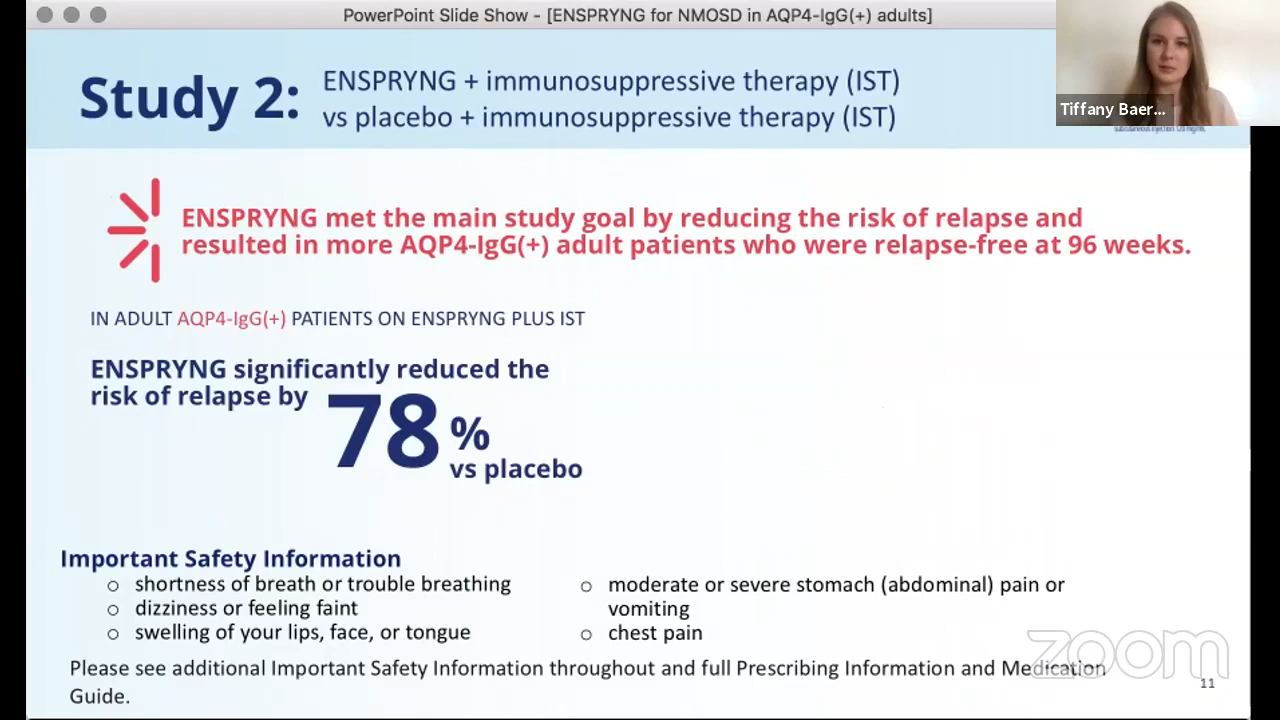 PowerPoint Slide Show - [ENSPRYNG for NMOSD in AQP4-IgG(+) adults]
Tiffany Baer...
Study 2:
ENSPRYNG + immunosuppressive therapy (IST)
vs placebo + immunosuppressive therapy (IST)
ENSPRYNG met the main study goal by reducing the risk of relapse and
resulted in more AQP4-IgG(+) adult patients who were relapse-free at 96 weeks.
IN ADULT AQP4-IgG(+) PATIENTS ON ENSPRYNG PLUS IST
ENSPRYNG significantly reduced the
risk of relapse by 78%
vs placebo
Important Safety Information
o shortness of breath or trouble breathing
o dizziness or feeling faint
o swelling of your lips, face, or tongue
o moderate or severe stomach (abdominal) pain or
vomiting
o chest pain
Please see additional Important Safety Information throughout and full Prescribing Information and Medication
Guide.
zoom
11